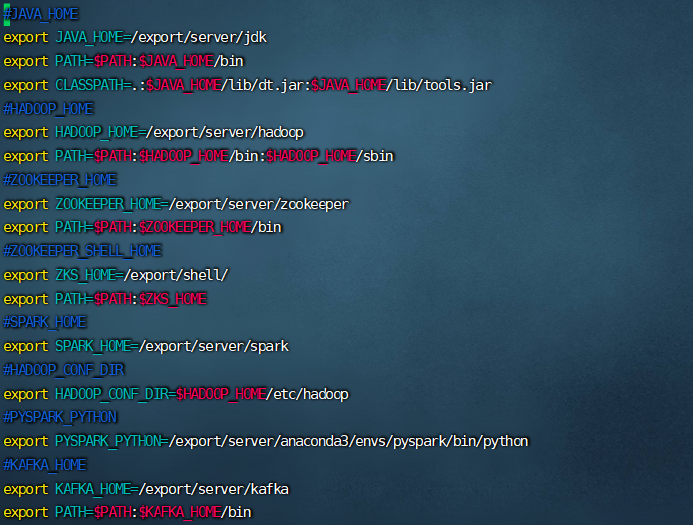 #JAVA_HOME
export JAVA_HOME=/export/server/jdk
export PATH=$PATH:$JAVA_HOME/bin
export CLASSPATH=.:$JAVA_HOME/lib/dt.jar:$JAVA_HOME/lib/tools.jar
#HADOOP_HOME
export HADOOP_HOME=/export/server/hadoop
export PATH=$PATH:$HADOOP_HOME/bin:$HADOOP_HOME/sbin
#ZOOKEEPER_HOME
export ZOOKEEPER_HOME=/export/server/zookeeper
export PATH=$PATH:$ZOOKEEPER_HOME/bin
#ZOOKEEPER_SHELL_HOME
export ZKS_HOME=/export/shell/
export PATH=$PATH:$ZKS_HOME
#SPARK_HOME
export SPARK_HOME=/export/server/spark
#HADOOP_CONF_DIR
export HADOOP_CONF_DIR=$HADOOP_HOME/etc/hadoop
#PYSPARK_PYTHON
export PYSPARK_PYTHON=/export/server/anaconda3/envs/pyspark/bin/python
#KAFKA_HOME
export KAFKA_HOME=/export/server/kafka
export PATH=$PATH:$KAFKA_HOME/bin